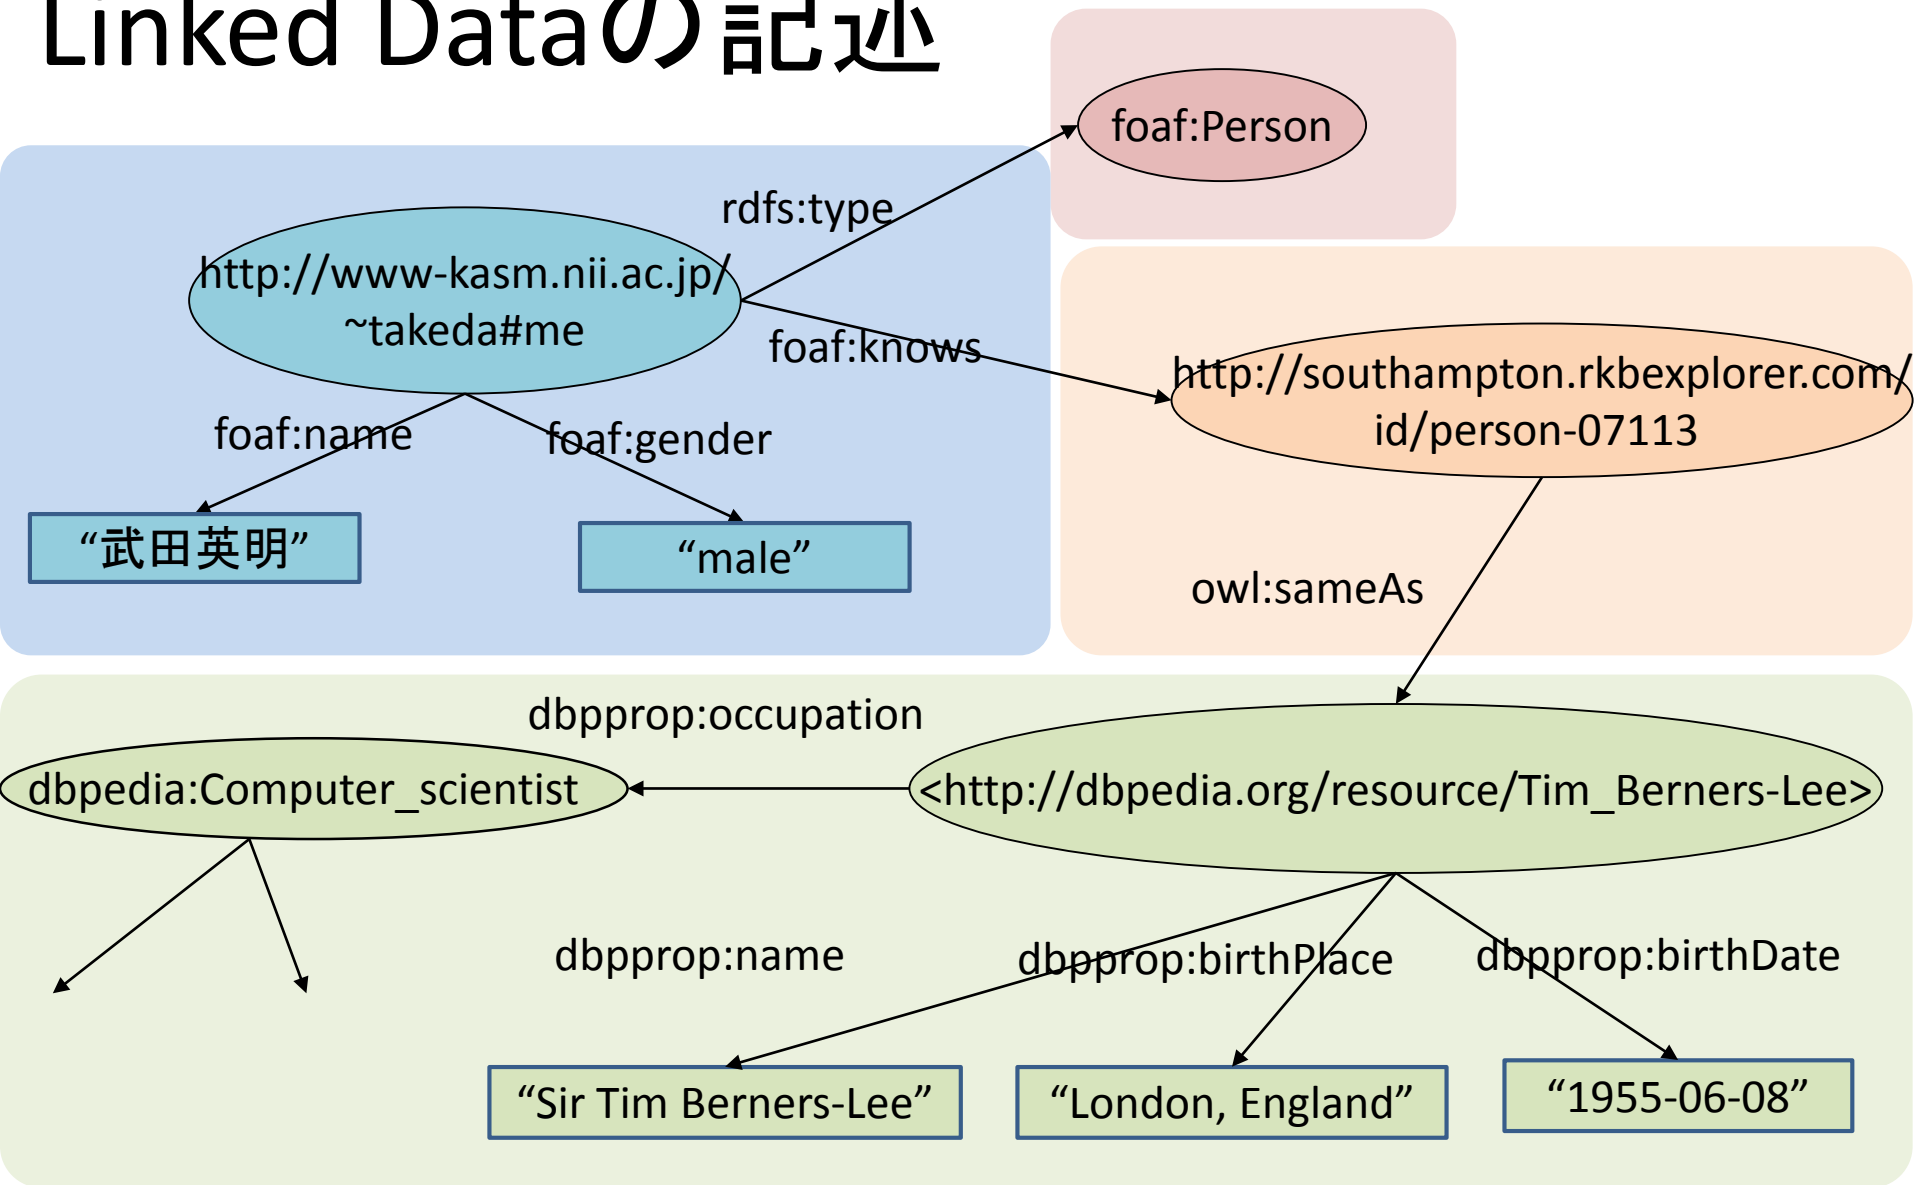 Linked Dataの記述
foaf:Person
rdfs:type
http://www-kasm.nii.ac.jp/
~takeda#me
foaf:knows
http://southampton.rkbexplorer.com/
id/person-07113
foaf:name
foaf:gender
“武田英明”
“male”
owl:sameAs
dbpprop:occupation
dbpedia:Computer_scientist
<http://dbpedia.org/resource/Tim_Berners-Lee>
dbpprop:name
dbpprop:birthPlace
dbpprop:birthDate
“Sir Tim Berners-Lee”
“London, England”
“1955-06-08”